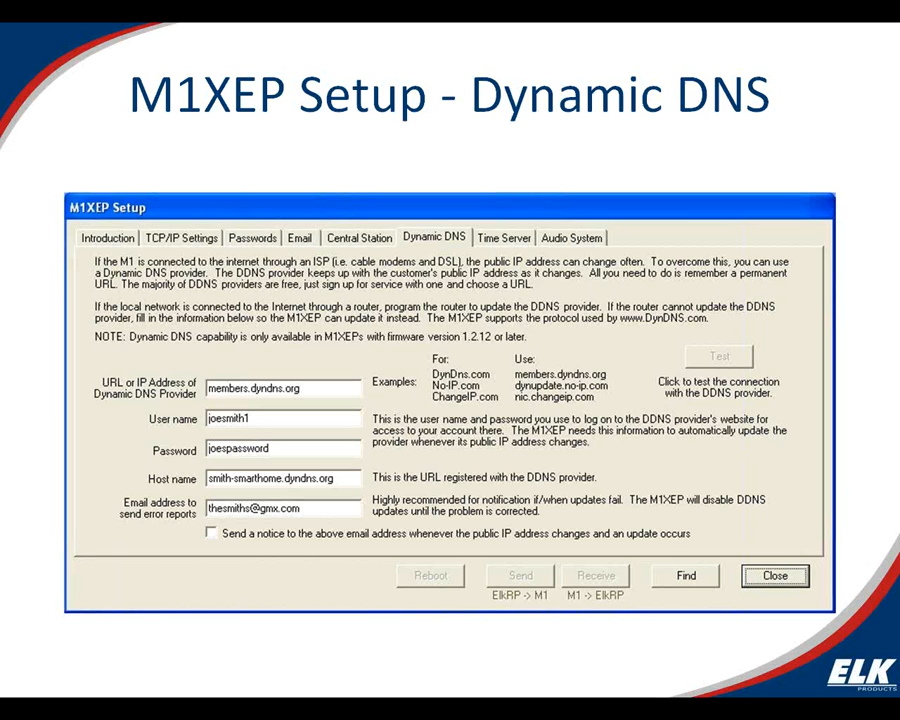 M1XEP Setup - Dynamic DNS
M1XEP Setup
Introduction TCP/IP Settings Passwords Email Central Station Dynamic DNS Time Server Audio System
If the M1 is connected to the internet through an ISP (i.e. cable modems and DSL), the public IP address can change often. To overcome this, you can use
a Dynamic DNS provider. The DDNS provider keeps up with the customer's public IP address as it changes. All you need to do is remember a permanent
URL. The majority of DDNS providers are free, just sign up for service with one and choose a URL.
If the local network is connected to the Internet through a router, program the router to update the DDNS provider. If the router cannot update the DDNS
provider, fill in the information below so the M1XEP can update it instead. The M1XEP supports the protocol used by www.DynDNS.com.
NOTE: Dynamic DNS capability is only available in M1XEPs with firmware version 1.2.12 or later.
Test
Click to test the connection
with the DDNS provider.
For: Use:
Examples: DynDns.com members.dyndns.org
No-IP.com dynupdate.no-ip.com
ChangeIP.com nic.changeip.com
URL or IP Address of
Dynamic DNS Provider
members.dyndns.org
User name joesmith1
This is the user name and password you use to log on to the DDNS provider's website for
access to your account there. The M1XEP needs this information to automatically update the
provider whenever its public IP address changes.
Password joespassword
Host name smith-smarthome.dyndns.org This is the URL registered with the DDNS provider.
Email address to
send error reports
thesmiths@gmx.com
Highly recommended for notification if/when updates fail. The M1XEP will disable DDNS
updates until the problem is corrected.
Send a notice to the above email address whenever the public IP address changes and an update occurs
Reboot Send Receive Find Close
ElkRP -> M1 M1 -> ElkRP
ELK
PRODUCTS